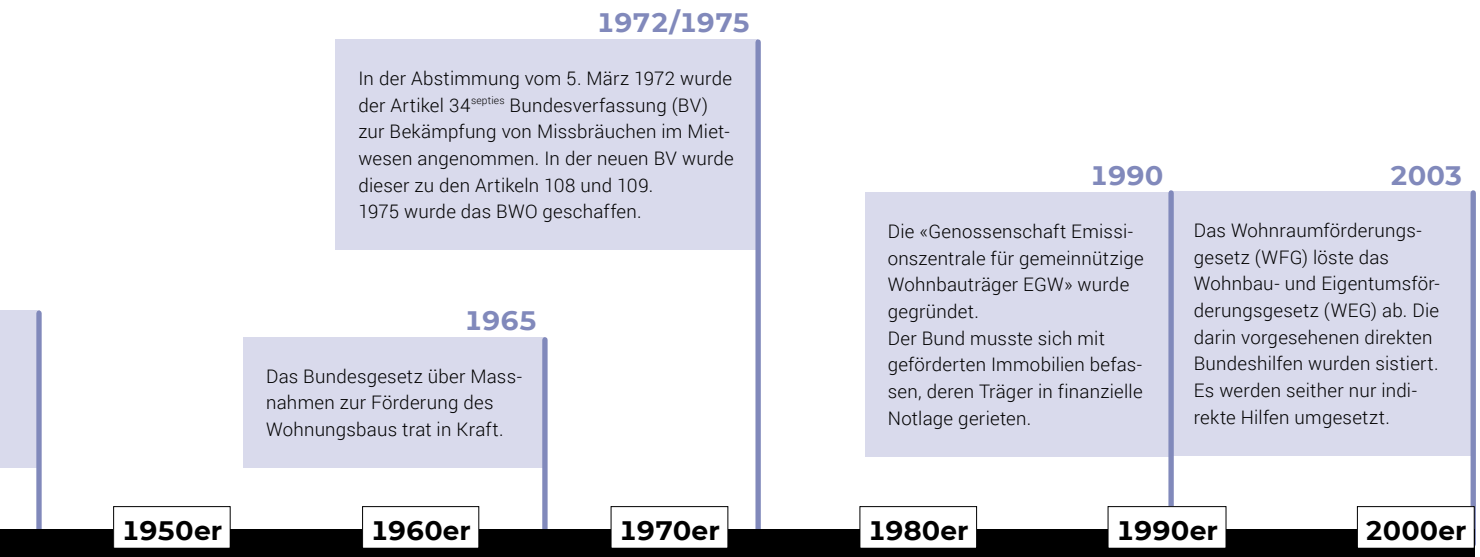 1972/1975
In der Abstimmung vom 5. März 1972 wurde
der Artikel 34septies Bundesverfassung (BV)
zur Bekämpfung von Missbräuchen im Miet-
wesen angenommen. In der neuen BV wurde
dieser zu den Artikeln 108 und 109.
1975 wurde das BWO geschaffen.
1965
Das Bundesgesetz über Mass-
nahmen zur Förderung des
Wohnungsbaus trat in Kraft.
1990
Die «Genossenschaft Emissi-
onszentrale für gemeinnützige
Wohnbauträger EGW» wurde
gegründet.
Der Bund musste sich mit
geförderten Immobilien befas-
sen, deren Träger in finanzielle
Notlage gerieten.
2003
Das Wohnraumförderungs-
gesetz (WFG) löste das
Wohnbau- und Eigentumsför-
derungsgesetz (WEG) ab. Die
darin vorgesehenen direkten
Bundeshilfen wurden sistiert.
Es werden seither nur indi-
rekte Hilfen umgesetzt.
1950er
1960er
1970er
1980er
1990er
2000er